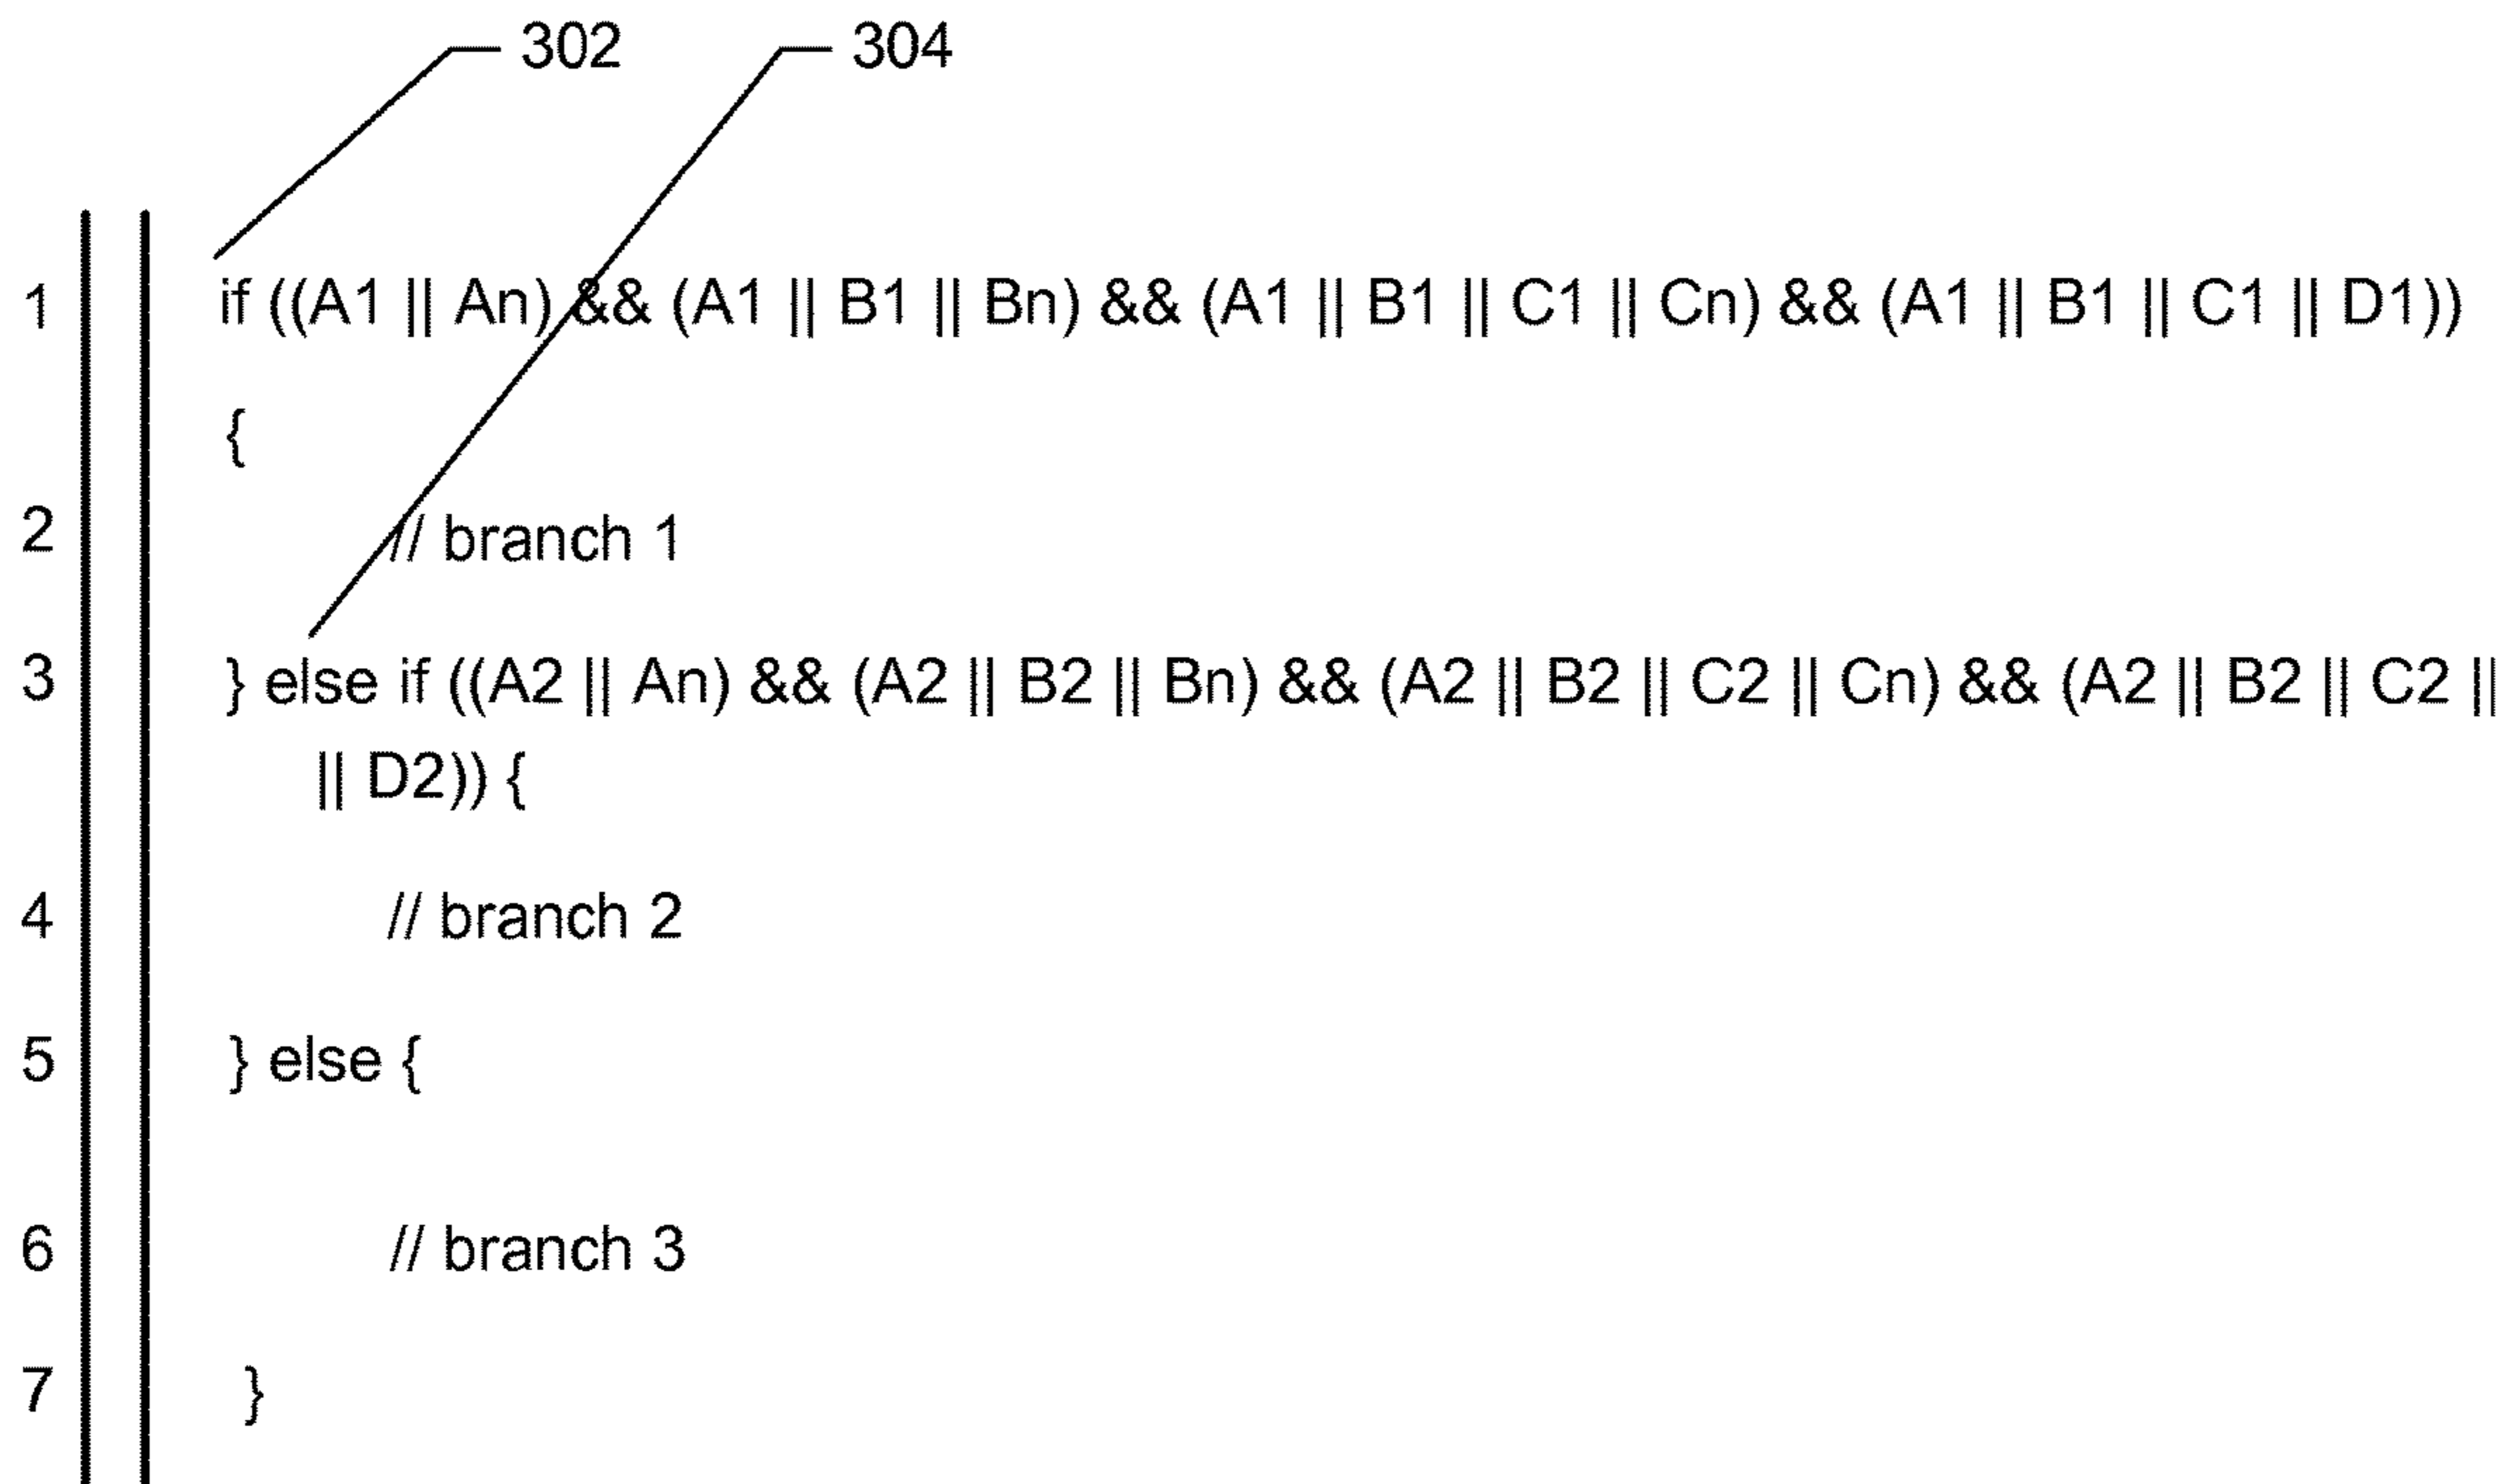 302 304
1 if ((A1 || An) && (A1 || B1 || Bn) && (A1 || B1 || C1 || Cn) && (A1 || B1 || C1 || D1))
{
2 // branch 1
3 } else if ((A2 || An) && (A2 || B2 || Bn) && (A2 || B2 || C2 || Cn) && (A2 || B2 || C2 ||
|| D2)) {
4 // branch 2
5 } else {
6 // branch 3
7 }